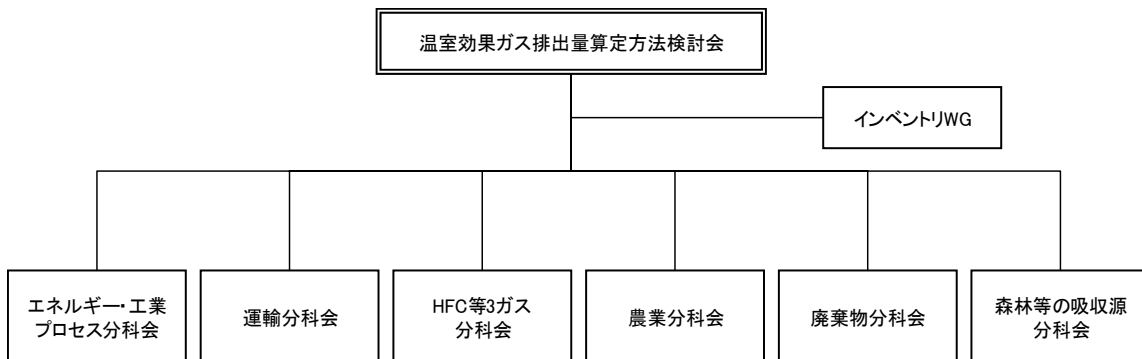 温室効果ガス排出量算定方法検討会
インベントリWG
エネルギー・工業
プロセス分科会
運輸分科会
HFC等3ガス
分科会
農業分科会
廃棄物分科会
森林等の吸収源
分科会